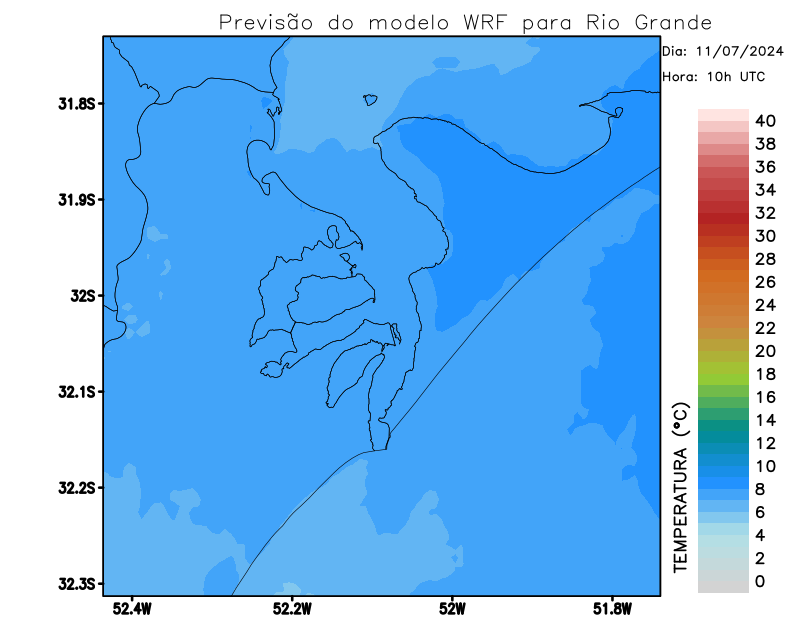 Previsão do modelo WRF para Rio Grande
Dia: 11/07/2024
Hora: 10h UTC
31.8S
31.9S
32S
32.1S
32.2S
32.3S
52.4W
52.2W
52W
51.8W
TEMPERATURA (°C)
40
38
36
34
32
30
28
26
24
22
20
18
16
14
12
10
8
6
4
2
0